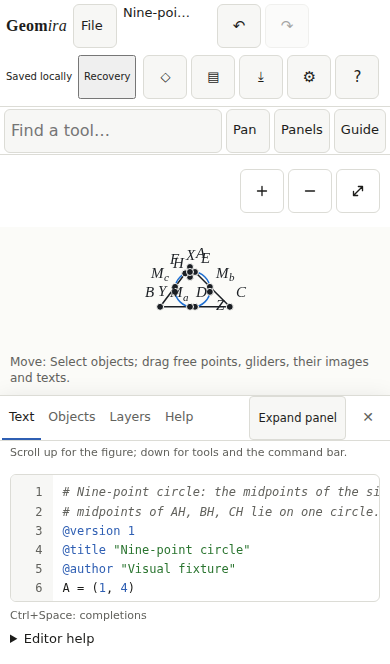 Geomira File Nine-poi... ↶ ↷
Saved locally Recovery ◇ ▤ ⤓ ⚙ ?
Find a tool... Pan Panels Guide
+ − ⤢
F H X A E
Mc Mb
B Y Ma D Z C
Move: Select objects; drag free points, gliders, their images
and texts.
Text Objects Layers Help Expand panel ×
Scroll up for the figure; down for tools and the command bar.
1 # Nine-point circle: the midpoints of the si
2 # midpoints of AH, BH, CH lie on one circle.
3 @version 1
4 @title "Nine-point circle"
5 @author "Visual fixture"
6 A = (1, 4)
Ctrl+Space: completions
▶ Editor help